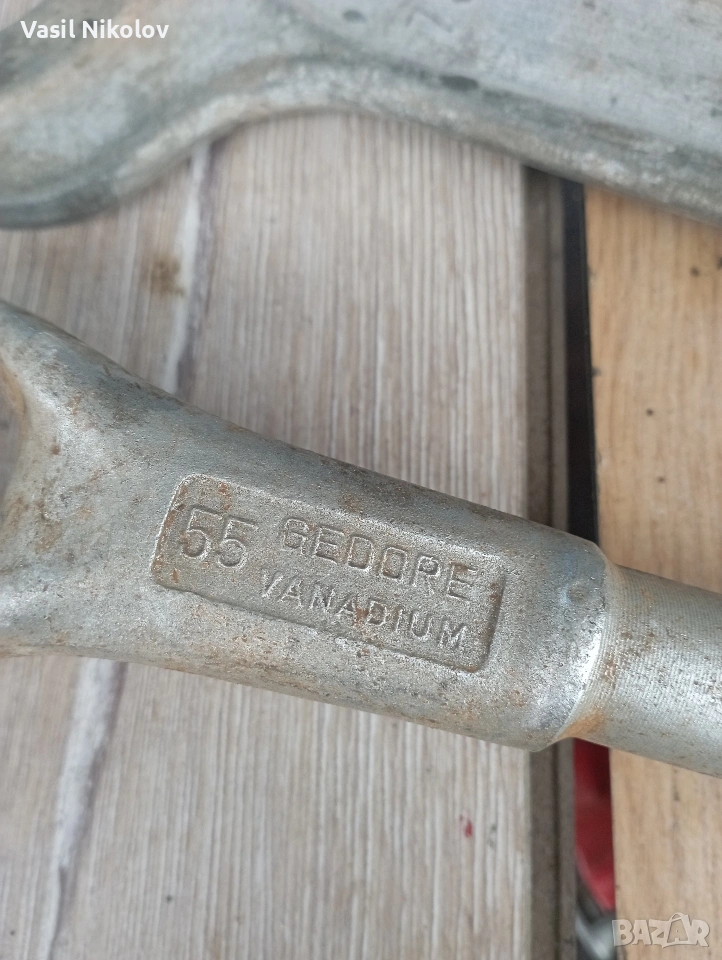 Vasil Nikolov
55 GEDORE
VANADIUM
BAZAR